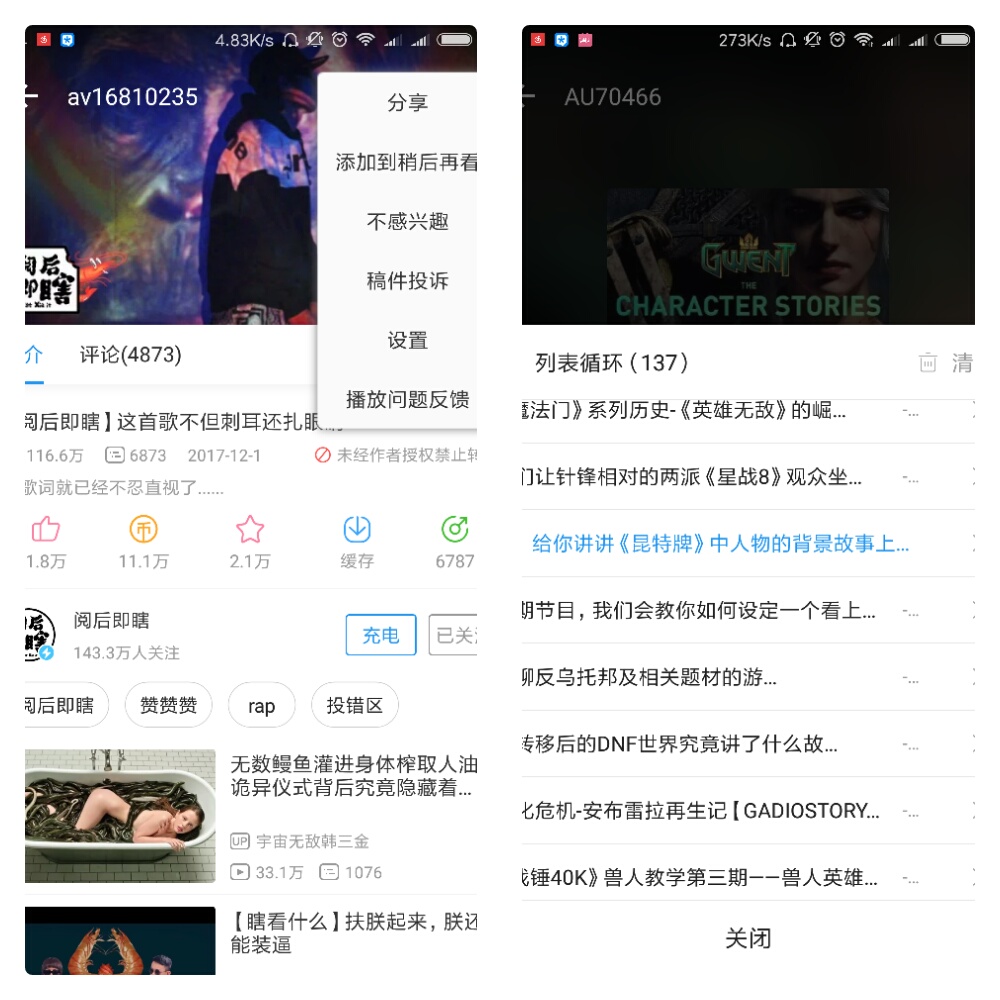 4.83K/s
av16810235
分享
添加到稍后再看
不感兴趣
稿件投诉
设置
播放问题反馈
阅后
即瞎
介
评论(4873)
阅后即瞎】这首歌不但刺耳还扎眼
116.6万
6873
2017-12-1
未经作者授权禁止转
歌词就已经不忍直视了......
1.8万
11.1万
2.1万
缓存
6787
阅后即瞎
143.3万人关注
充电
已关注
阅后即瞎
赞赞赞
rap
投错区
无数鳗鱼灌进身体榨取人油
诡异仪式背后究竟隐藏着...
UP 宇宙无敌韩三金
33.1万
1076
【瞎看什么】扶朕起来，朕还
能装逼
273K/s
AU70466
GWENT
THE
CHARACTER STORIES
列表循环（137）
清
魔法门》系列历史-《英雄无敌》的崛...
-...
们让针锋相对的两派《星战8》观众坐...
-...
给你讲讲《昆特牌》中人物的背景故事上...
期节目，我们会教你如何设定一个看上...
-...
聊反乌托邦及相关题材的游...
-...
转移后的DNF世界究竟讲了什么故...
-...
化危机-安布雷拉再生记【GADIOSTORY...
-...
戋锤40K》兽人教学第三期——兽人英雄...
-...
关闭